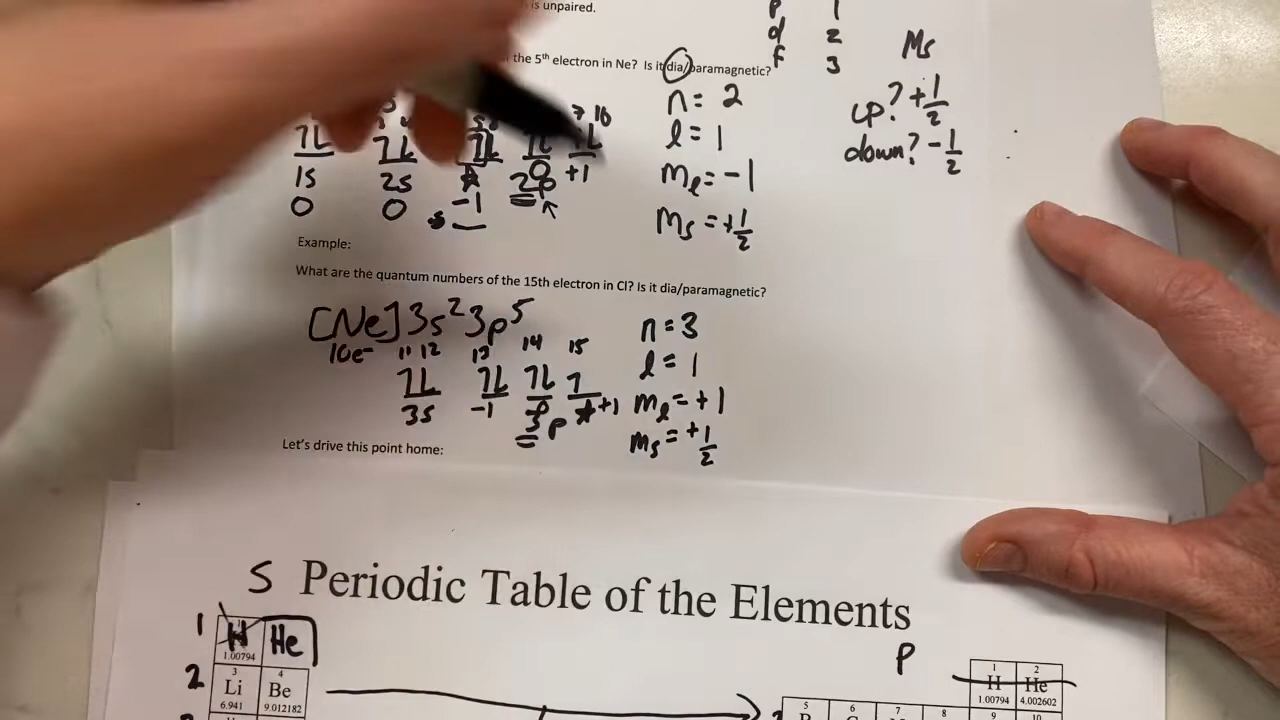 is unpaired.
p 1
d 2
f 3
Ms
the 5th electron in Ne? Is it dia/paramagnetic?
n = 2
l = 1
ml = -1
Ms = +1/2
up? +1/2
down? -1/2
7 10
1s 2s 2p
0 0 -1 0 +1
Example:
What are the quantum numbers of the 15th electron in Cl? Is it dia/paramagnetic?
[Ne]3s²3p⁵
10e⁻ 11 12 13 14 15
3s -1 3p +1
n = 3
l = 1
ml = +1
ms = +1/2
Let's drive this point home:
S Periodic Table of the Elements
P
1 H He
1.00794
2
3 4
Li Be
6.941 9.012182
1 2
H He
1.00794 4.002602
5 6 7 8 9 10